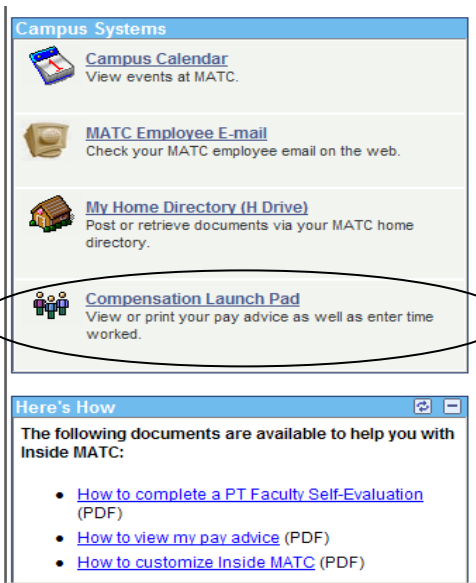 Campus Systems
Campus Calendar
View events at MATC.
MATC Employee E-mail
Check your MATC employee email on the web.
My Home Directory (H Drive)
Post or retrieve documents via your MATC home
directory.
Compensation Launch Pad
View or print your pay advice as well as enter time
worked.
Here's How
The following documents are available to help you with
Inside MATC:
• How to complete a PT Faculty Self-Evaluation
(PDF)
• How to view my pay advice (PDF)
• How to customize Inside MATC (PDF)